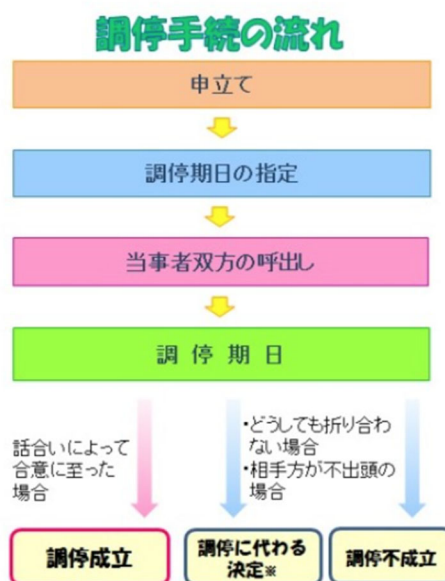 調停手続の流れ
申立て
調停期日の指定
当事者双方の呼出し
調停期日
話合いによって
合意に至った
場合
・どうしても折り合わ
ない場合
・相手方が不出頭の
場合
調停成立
調停に代わる
決定※
調停不成立